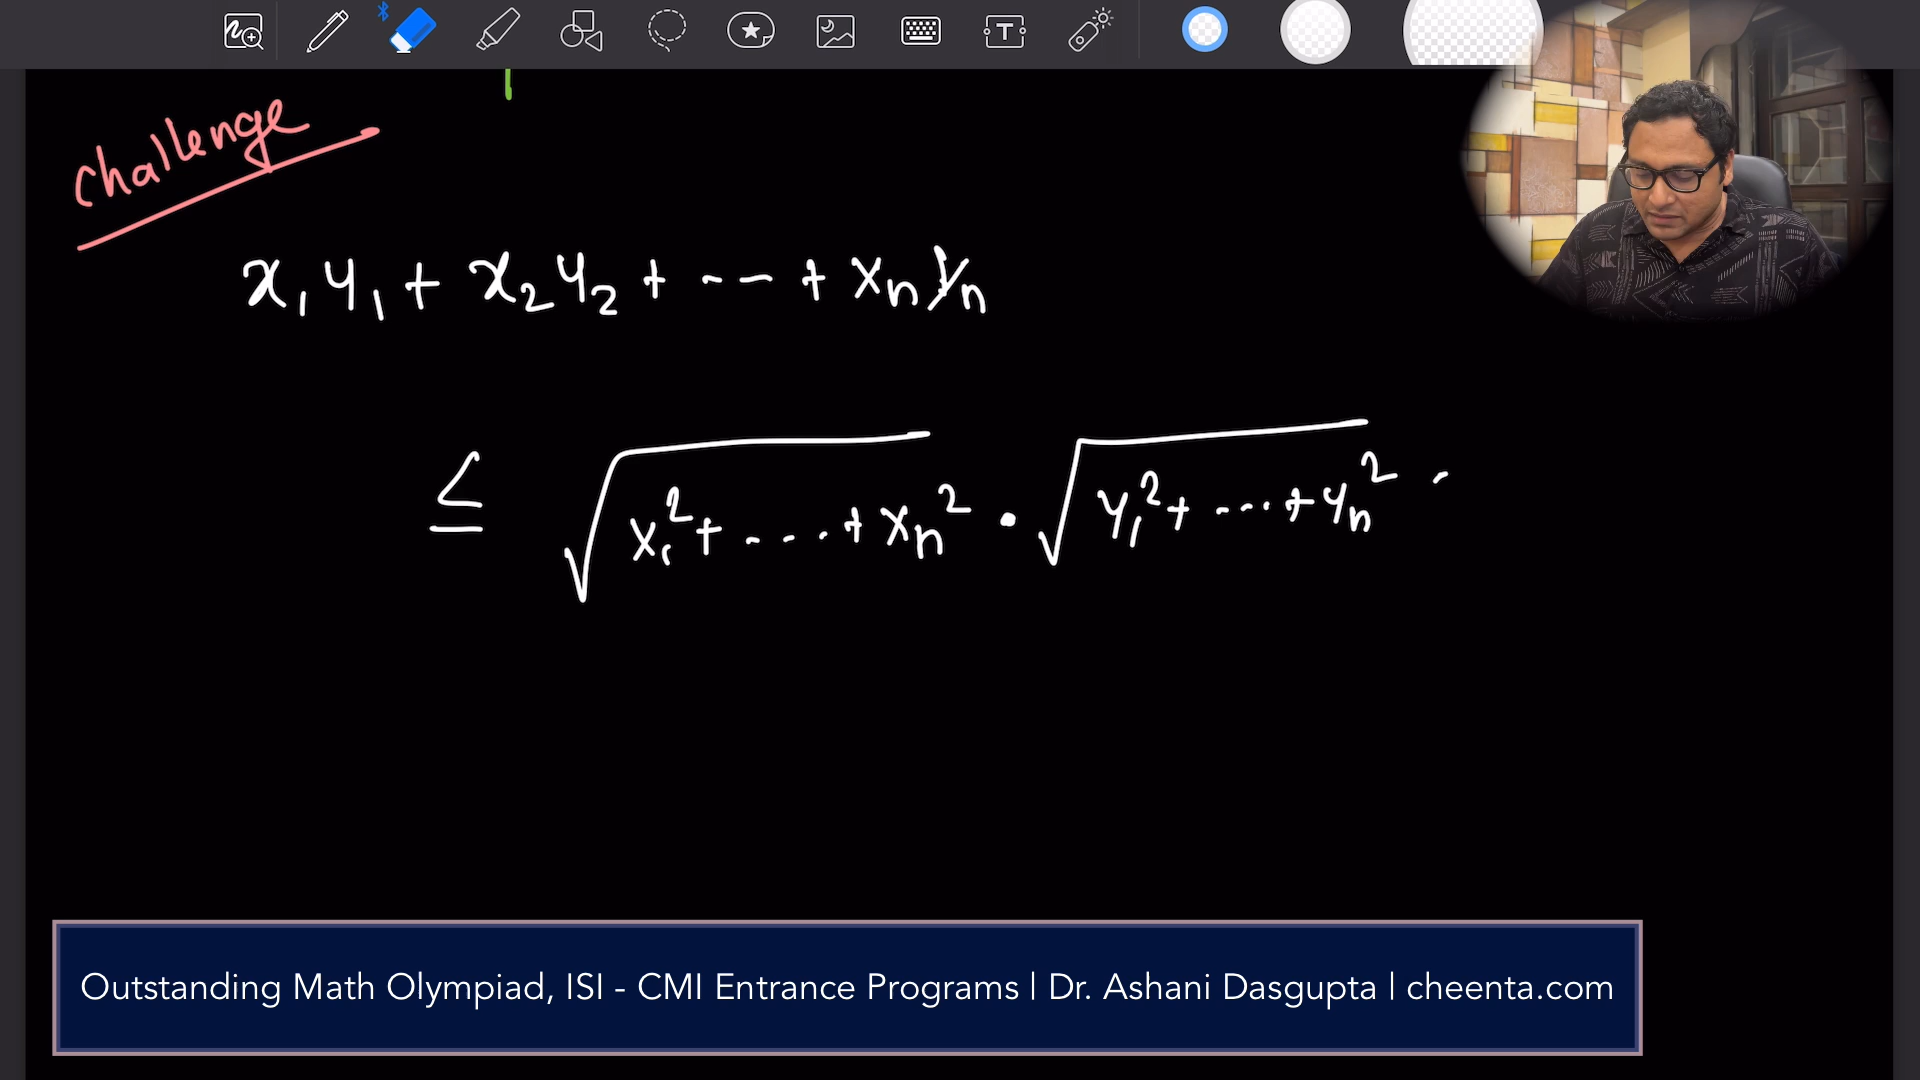 challenge
x₁y₁ + x₂y₂ + -- + xₙyₙ
≤ √(x₁² + ... + xₙ²) · √(y₁² + ... + yₙ²) .
Outstanding Math Olympiad, ISI - CMI Entrance Programs | Dr. Ashani Dasgupta | cheenta.com